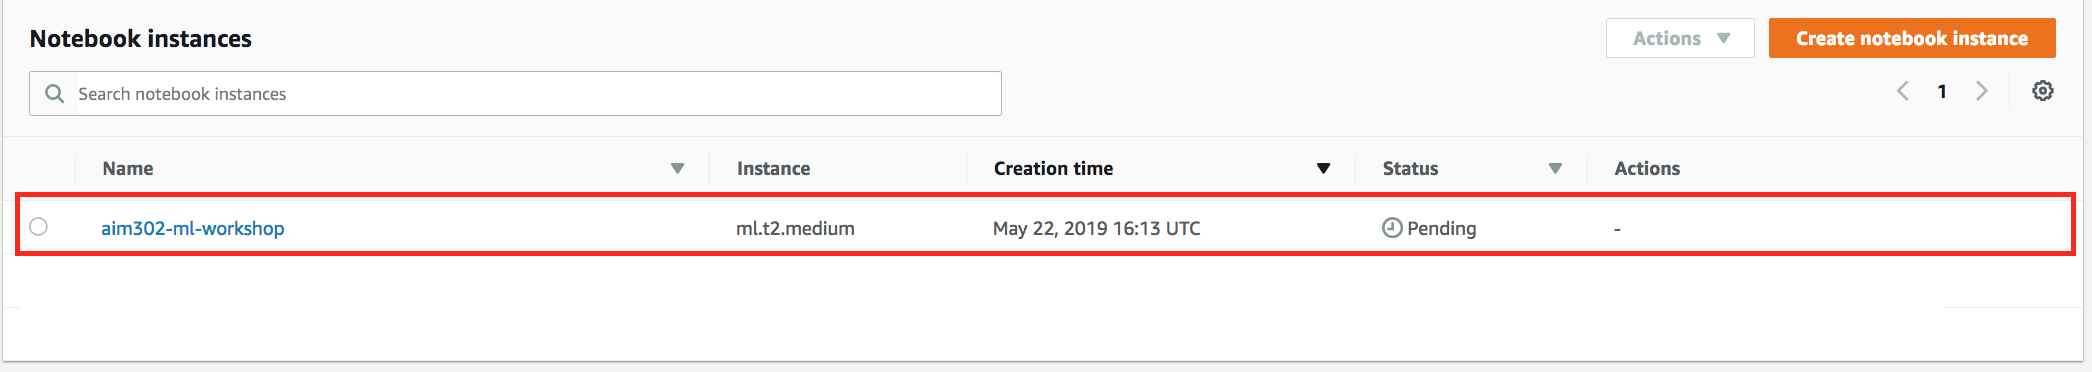 Notebook instances
Actions
Create notebook instance
Search notebook instances
1
Name Instance Creation time Status Actions
aim302-ml-workshop ml.t2.medium May 22, 2019 16:13 UTC Pending -